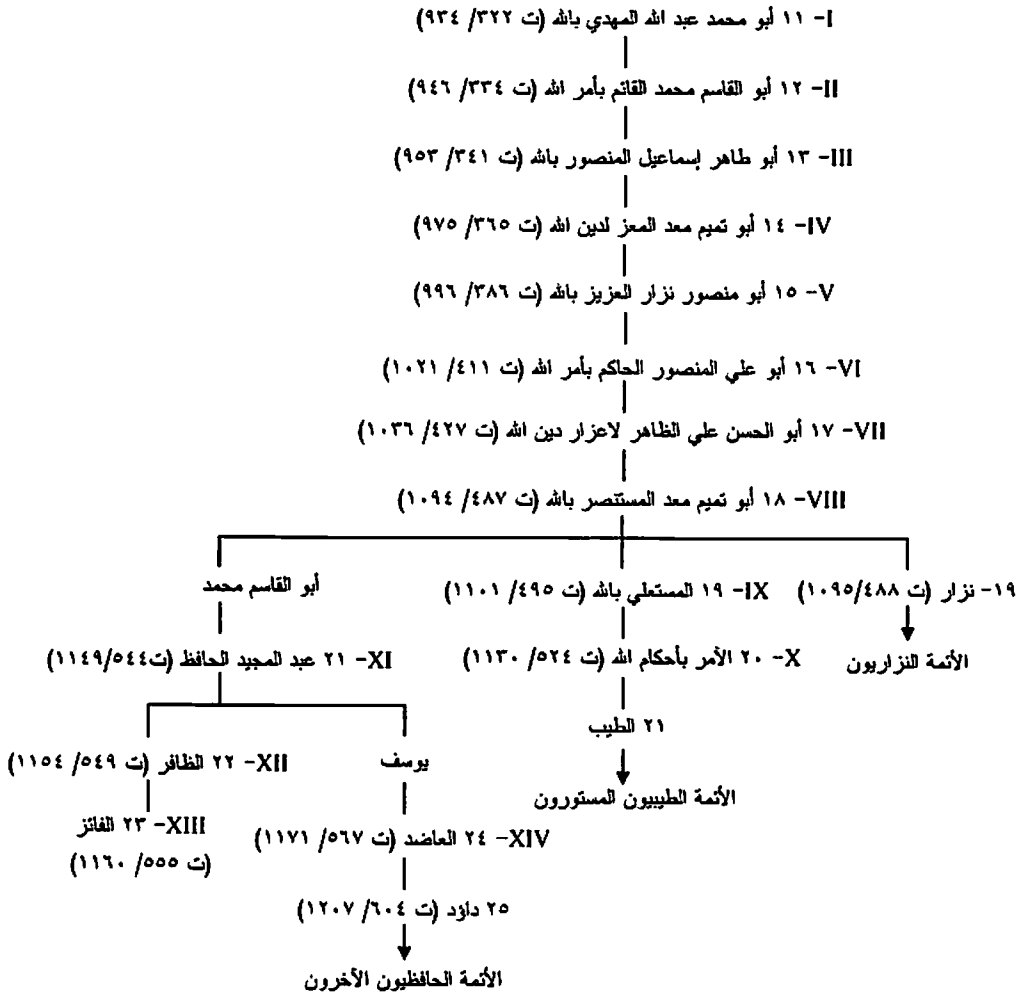 I- ١١ أبو محمد عبد الله المهدي بالله (ت ٣٢٢/ ٩٣٤)
II- ١٢ أبو القاسم محمد القائم بأمر الله (ت ٣٣٤/ ٩٤٦)
III- ١٣ أبو طاهر إسماعيل المنصور بالله (ت ٣٤١/ ٩٥٣)
IV- ١٤ أبو تميم معد المعز لدين الله (ت ٣٦٥/ ٩٧٥)
V- ١٥ أبو منصور نزار العزيز بالله (ت ٣٨٦/ ٩٩٦)
VI- ١٦ أبو علي المنصور الحاكم بأمر الله (ت ٤١١/ ١٠٢١)
VII- ١٧ أبو الحسن علي الظاهر لاعزار دين الله (ت ٤٢٧/ ١٠٣٦)
VIII- ١٨ أبو تميم معد المستنصر بالله (ت ٤٨٧/ ١٠٩٤)
١٩- نزار (ت ١٠٩٥/٤٨٨)
الأئمة النزاريون
IX- ١٩ المستعلي بالله (ت ٤٩٥/ ١١٠١)
X- ٢٠ الآمر بأحكام الله (ت ٥٢٤/ ١١٣٠)
٢١ الطيب
الأئمة الطيبيون المستورون
أبو القاسم محمد
XI- ٢١ عبد المجيد الحافظ (ت١١٤٩/٥٤٤)
يوسف
XIV- ٢٤ العاضد (ت ٥٦٧/ ١١٧١)
٢٥ داؤد (ت ٦٠٤/ ١٢٠٧)
الأئمة الحافظيون الآخرون
XII- ٢٢ الظافر (ت ٥٤٩/ ١١٥٤)
XIII- ٢٣ الفائز
(ت ٥٥٥/ ١١٦٠)